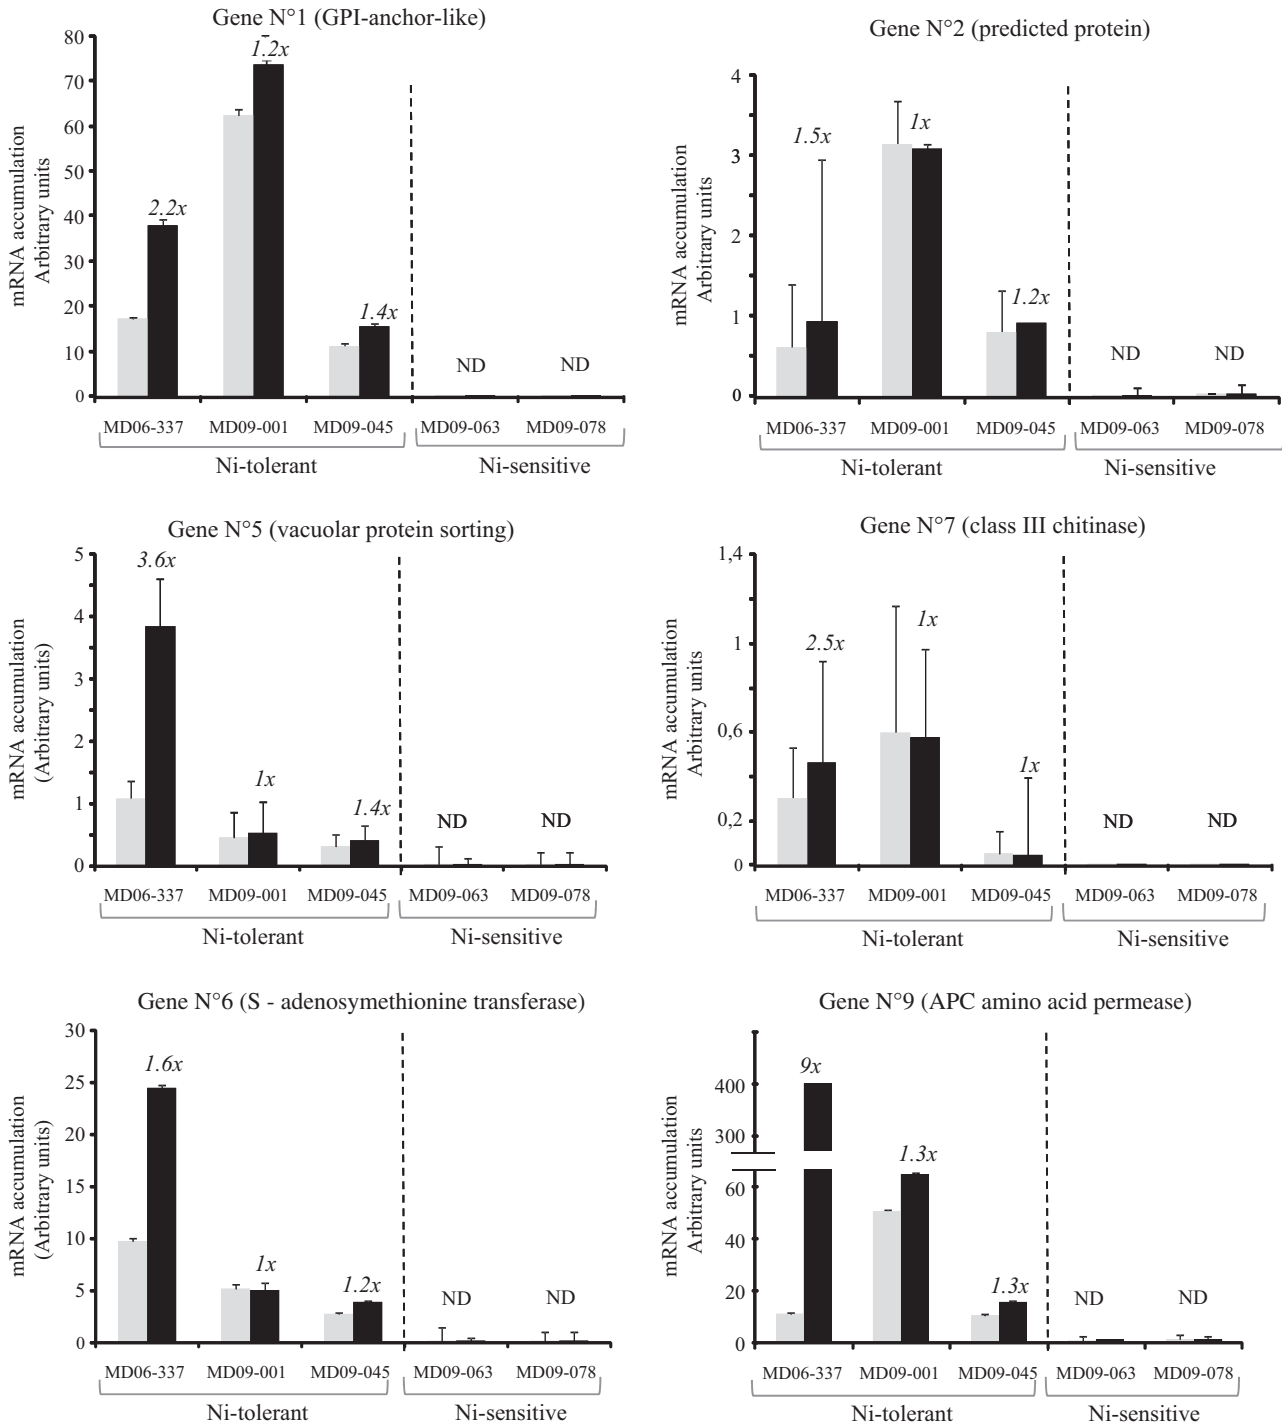 Gene N°1 (GPI-anchor-like)
mRNA accumulation
Arbitrary units
80
70
60
50
40
30
20
10
0
2.2x
1.2x
1.4x
ND
ND
MD06-337 MD09-001 MD09-045 MD09-063 MD09-078
Ni-tolerant Ni-sensitive
Gene N°2 (predicted protein)
mRNA accumulation
Arbitrary units
4
3
2
1
0
1.5x
1x
1.2x
ND
ND
MD06-337 MD09-001 MD09-045 MD09-063 MD09-078
Ni-tolerant Ni-sensitive
Gene N°5 (vacuolar protein sorting)
mRNA accumulation
(Arbitrary units)
5
4
3
2
1
0
3.6x
1x
1.4x
ND
ND
MD06-337 MD09-001 MD09-045 MD09-063 MD09-078
Ni-tolerant Ni-sensitive
Gene N°7 (class III chitinase)
mRNA accumulation
Arbitrary units
1,4
1
0,6
0,2
0
2.5x
1x
1x
ND
ND
MD06-337 MD09-001 MD09-045 MD09-063 MD09-078
Ni-tolerant Ni-sensitive
Gene N°6 (S - adenosymethionine transferase)
mRNA accumulation
(Arbitrary units)
30
25
20
15
10
5
0
1.6x
1x
1.2x
ND
ND
MD06-337 MD09-001 MD09-045 MD09-063 MD09-078
Ni-tolerant Ni-sensitive
Gene N°9 (APC amino acid permease)
mRNA accumulation
Arbitrary units
400
300
60
40
20
0
9x
1.3x
1.3x
ND
ND
MD06-337 MD09-001 MD09-045 MD09-063 MD09-078
Ni-tolerant Ni-sensitive